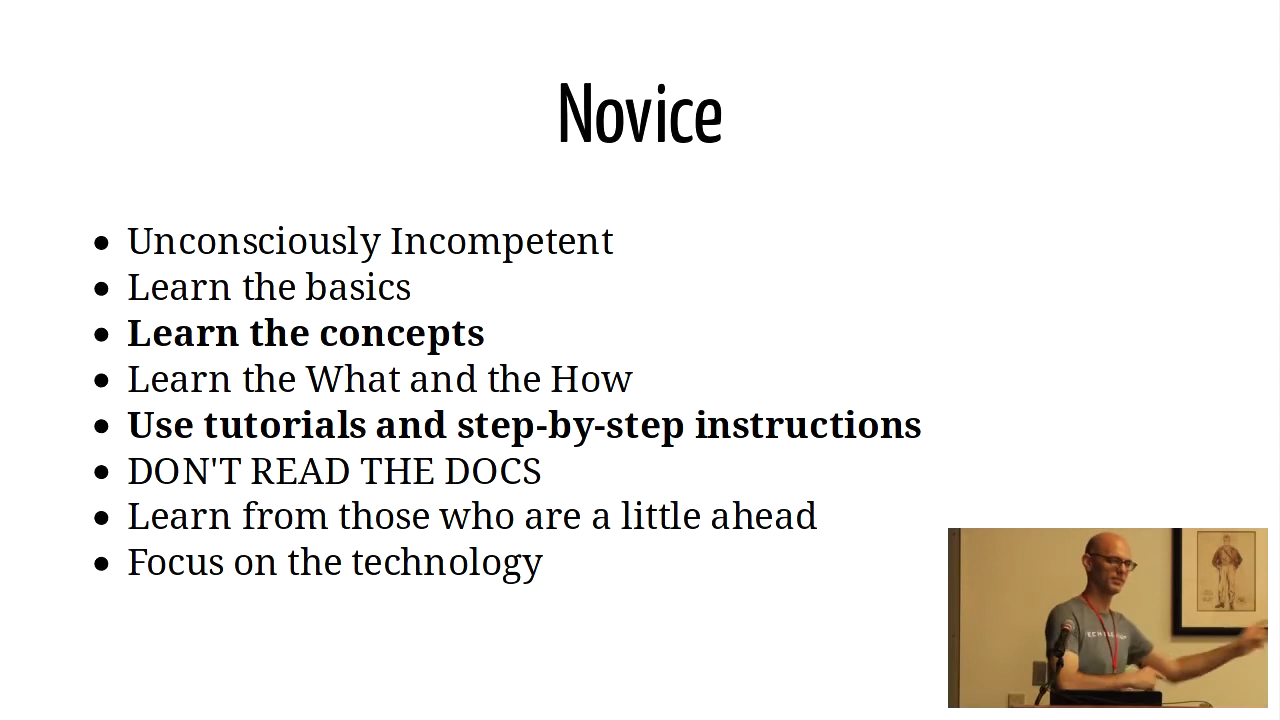 Novice
Unconsciously Incompetent
Learn the basics
Learn the concepts
Learn the What and the How
Use tutorials and step-by-step instructions
DON'T READ THE DOCS
Learn from those who are a little ahead
Focus on the technology